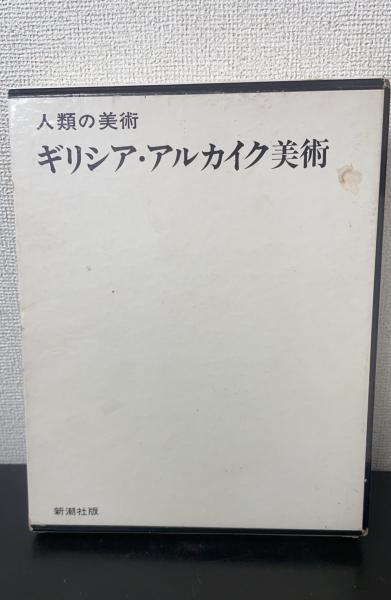 人類の美術
ギリシア・アルカイク美術
新潮社版